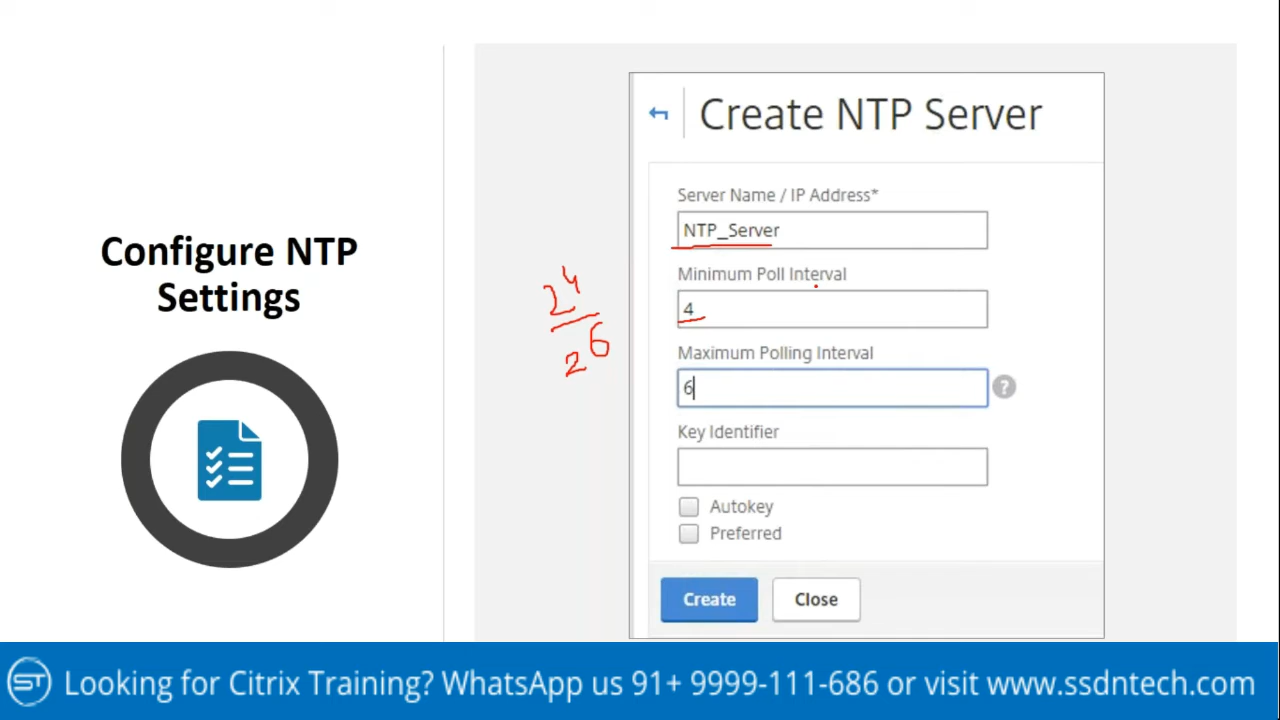 Configure NTP
Settings
Create NTP Server
Server Name / IP Address*
NTP_Server
Minimum Poll Interval
4
Maximum Polling Interval
6
?
Key Identifier
Autokey
Preferred
Create
Close
2⁴
2⁶
ST
Looking for Citrix Training? WhatsApp us 91+ 9999-111-686 or visit www.ssdntech.com